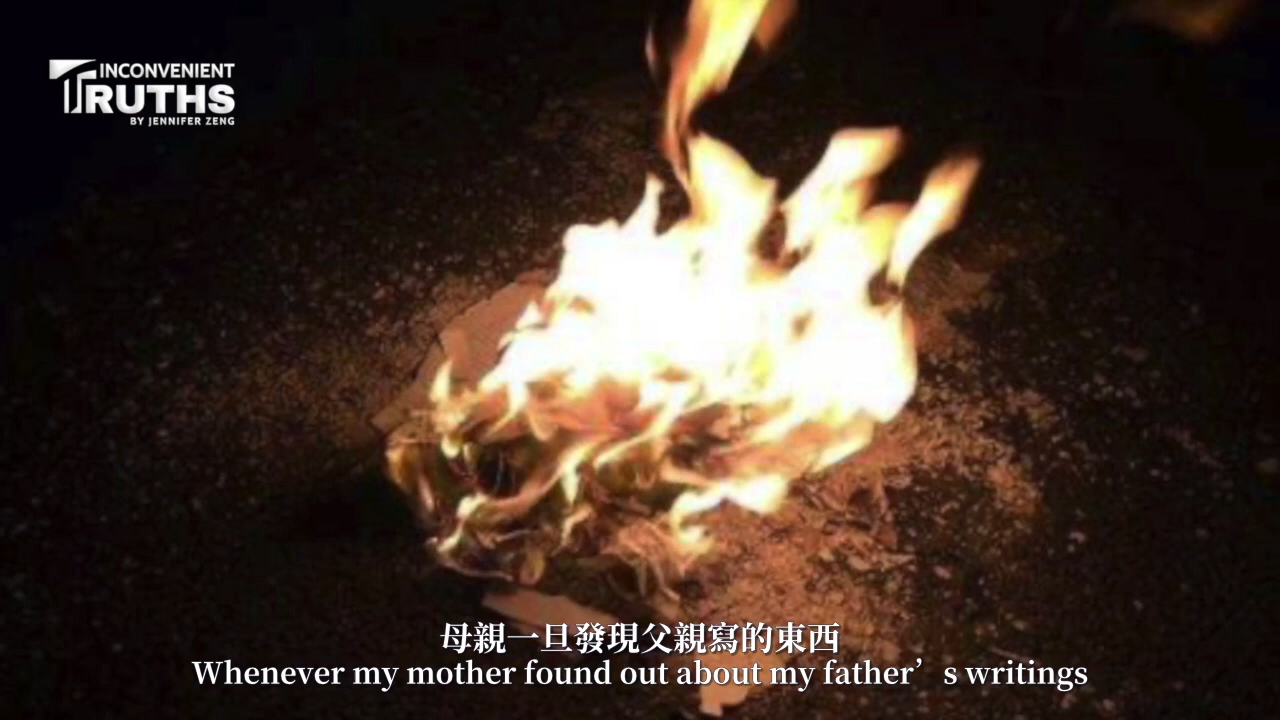 INCONVENIENT
TRUTHS
BY JENNIFER ZENG
母親一旦發現父親寫的東西
Whenever my mother found out about my father’s writings